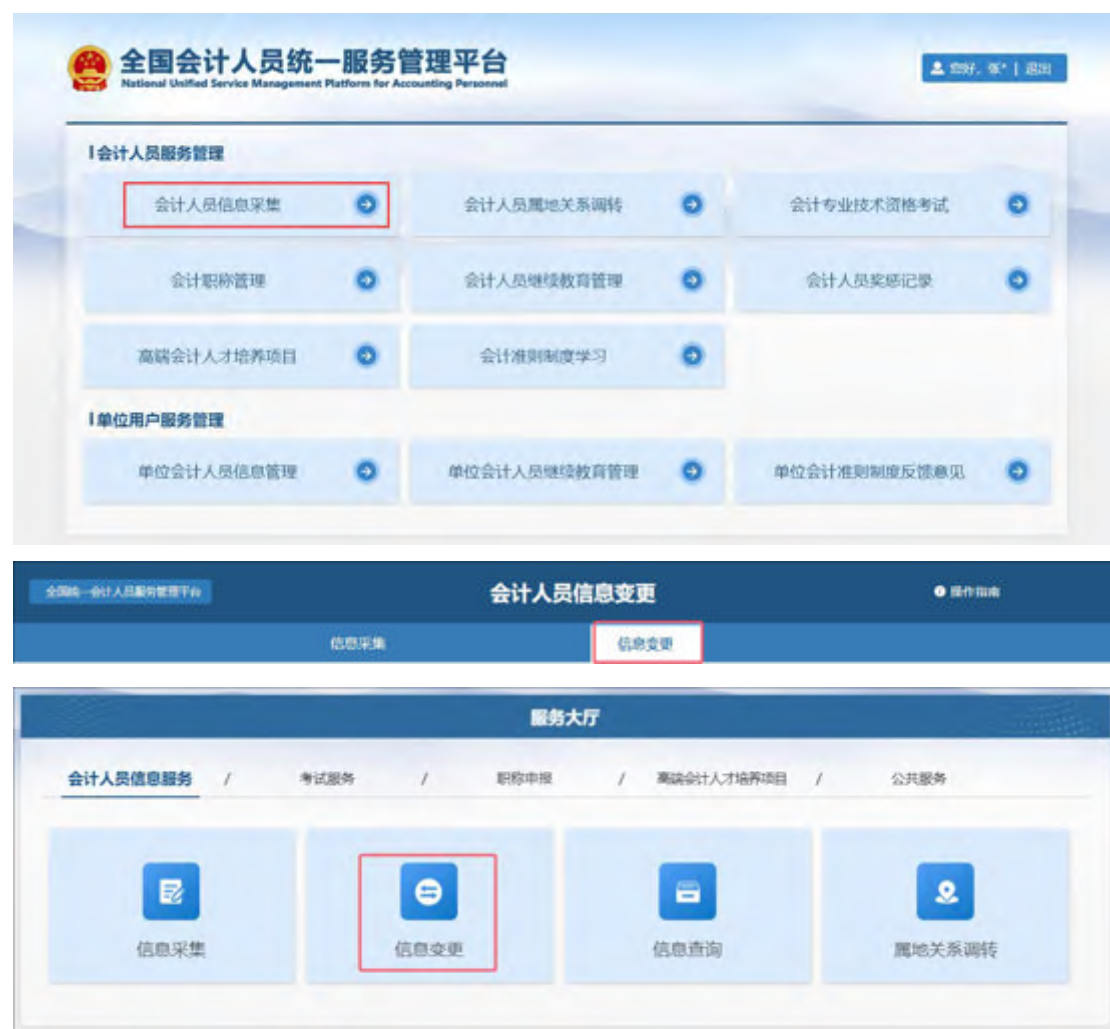 全国会计人员统一服务管理平台
National Unified Service Management Platform for Accounting Personnel
您好，张* | 退出
会计人员服务管理
会计人员信息采集
会计人员属地关系调转
会计专业技术资格考试
会计职称管理
会计人员继续教育管理
会计人员奖惩记录
高端会计人才培养项目
会计准则制度学习
单位用户服务管理
单位会计人员信息管理
单位会计人员继续教育管理
单位会计准则制度反馈意见
全国统一会计人员服务管理平台
会计人员信息变更
操作指南
信息采集
信息变更
服务大厅
会计人员信息服务 / 考试服务 / 职称申报 / 高端会计人才培养项目 / 公共服务
信息采集
信息变更
信息查询
属地关系调转